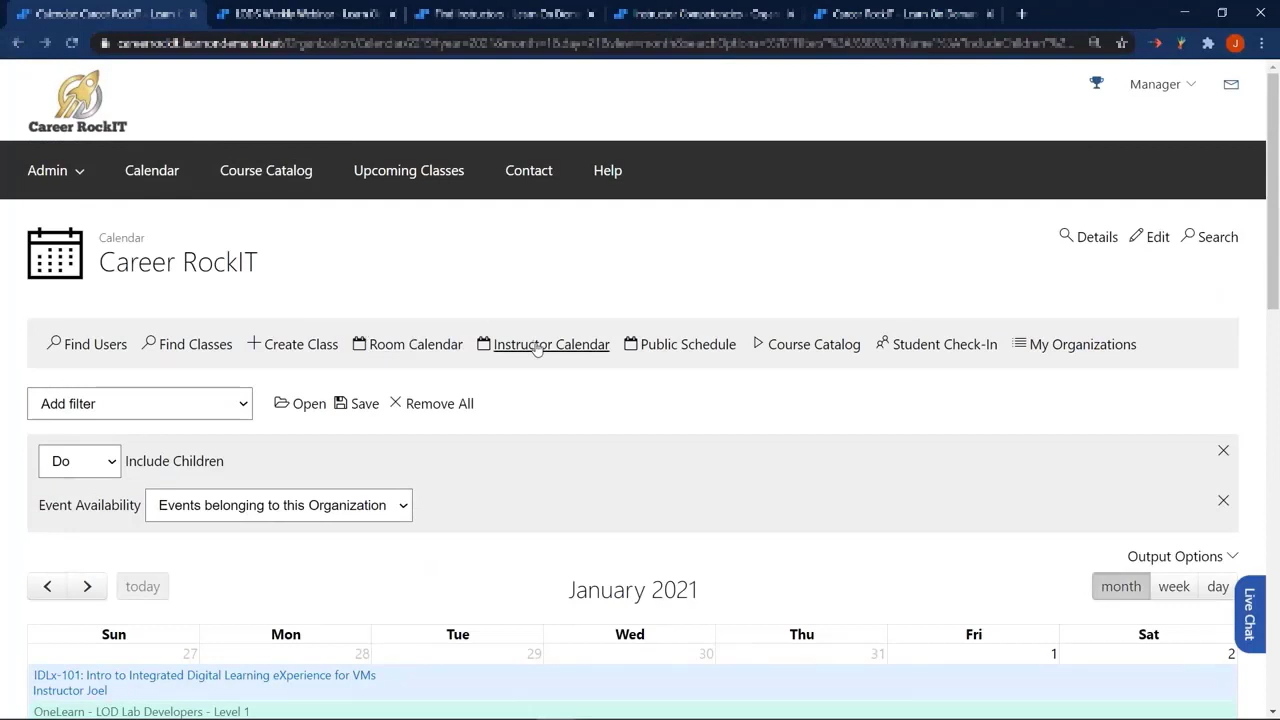 J
Career RockIT
Manager
Admin
Calendar
Course Catalog
Upcoming Classes
Contact
Help
Calendar
Career RockIT
Details
Edit
Search
Find Users
Find Classes
Create Class
Room Calendar
Instructor Calendar
Public Schedule
Course Catalog
Student Check-In
My Organizations
Add filter
Open
Save
Remove All
Do
Include Children
Event Availability
Events belonging to this Organization
Output Options
today
January 2021
month
week
day
Live Chat
Sun
Mon
Tue
Wed
Thu
Fri
Sat
27
28
29
30
31
1
2
IDLx-101: Intro to Integrated Digital Learning eXperience for VMs
Instructor Joel
OneLearn - LOD Lab Developers - Level 1